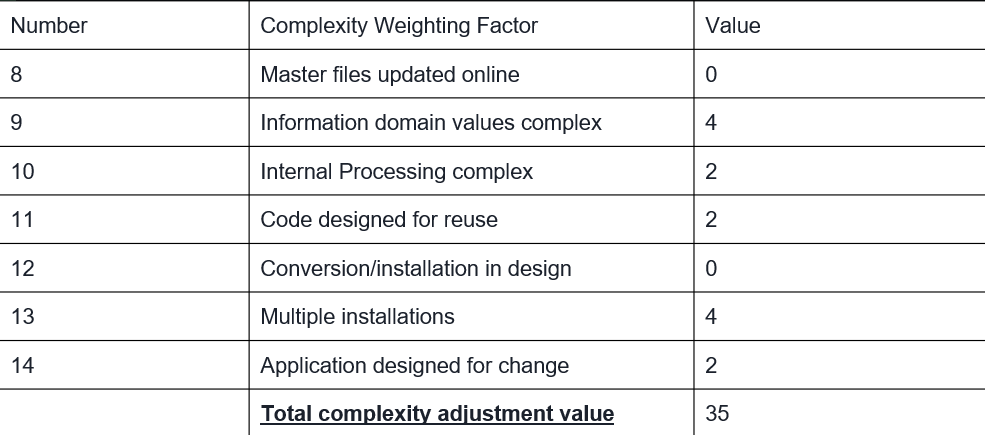 Number Complexity Weighting Factor Value
8 Master files updated online 0
9 Information domain values complex 4
10 Internal Processing complex 2
11 Code designed for reuse 2
12 Conversion/installation in design 0
13 Multiple installations 4
14 Application designed for change 2
Total complexity adjustment value 35